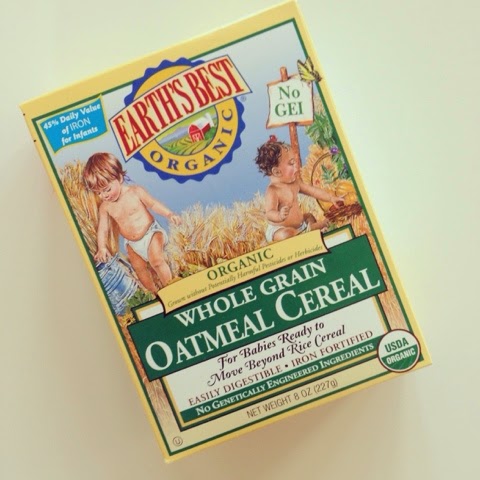 45% Daily Value
of IRON
for Infants
EARTH'S BEST
®
ORGANIC
No
GEI
ORGANIC
Grown without Potentially Harmful Pesticides or Herbicides
WHOLE GRAIN
OATMEAL CEREAL
For Babies Ready to
Move Beyond Rice Cereal
EASILY DIGESTIBLE • IRON FORTIFIED
NO GENETICALLY ENGINEERED INGREDIENTS
USDA
ORGANIC
NET WEIGHT 8 OZ (227g)
U